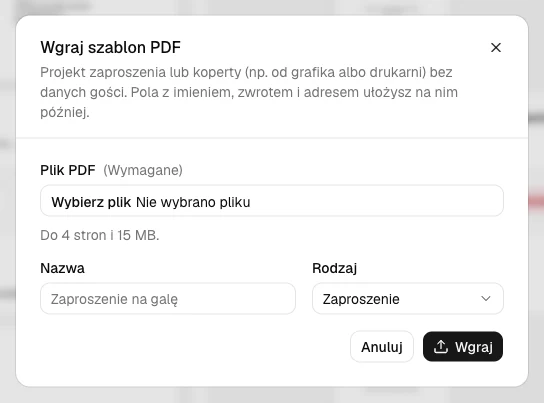 Wgraj szablon PDF
Projekt zaproszenia lub koperty (np. od grafika albo drukarni) bez
danych gości. Pola z imieniem, zwrotem i adresem ułożysz na nim
później.
Plik PDF (Wymagane)
Wybierz plik Nie wybrano pliku
Do 4 stron i 15 MB.
Nazwa
Rodzaj
Zaproszenie na galę
Zaproszenie
Anuluj
Wgraj